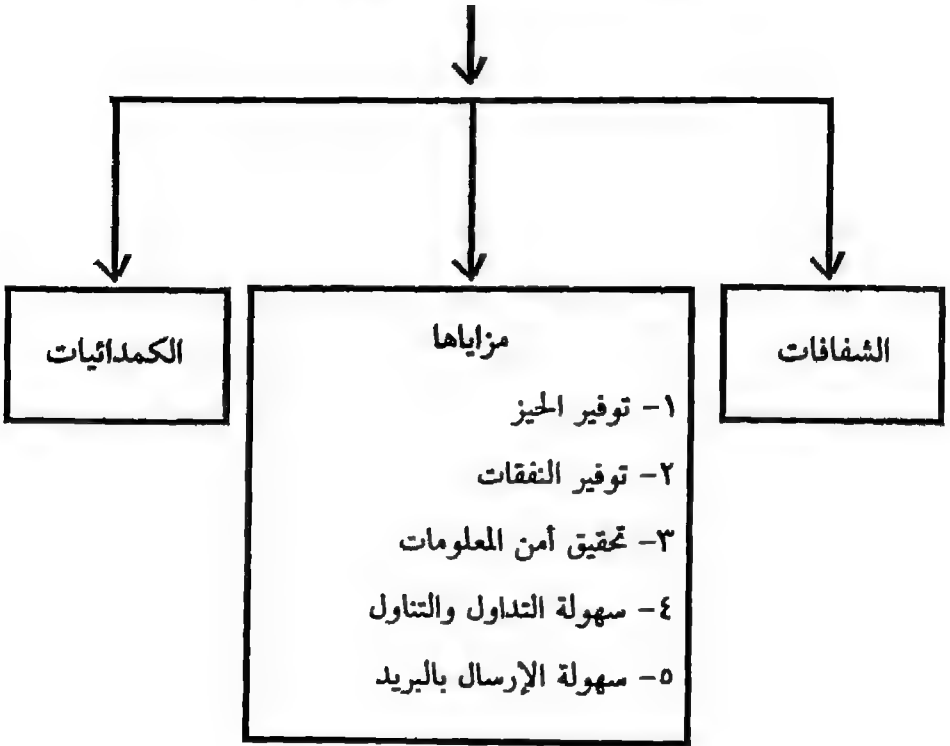 الشفافات
مزاياها
١- توفير الحيز
٢- توفير النفقات
٣- تحقيق أمن المعلومات
٤- سهولة التداول والتناول
٥- سهولة الإرسال بالبريد
الكمدائيات